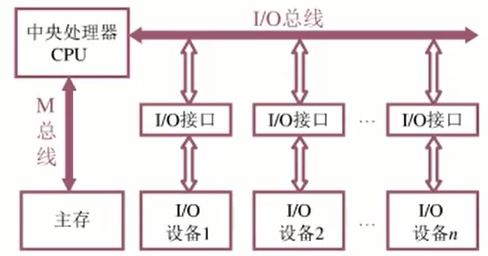 I/O总线
中央处理器
CPU
M
总
线
I/O接口
I/O接口
…
I/O接口
主存
I/O
设备1
I/O
设备2
…
I/O
设备n